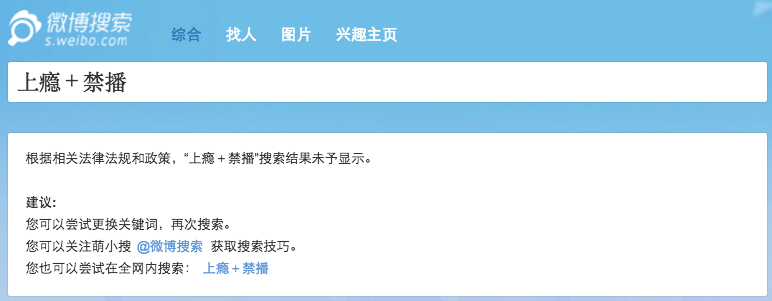 微博搜索
s.weibo.com
综合 找人 图片 兴趣主页
上瘾＋禁播
根据相关法律法规和政策，“上瘾＋禁播”搜索结果未予显示。
建议:
您可以尝试更换关键词，再次搜索。
您可以关注萌小搜 @微博搜索 获取搜索技巧。
您也可以尝试在全网内搜索： 上瘾＋禁播